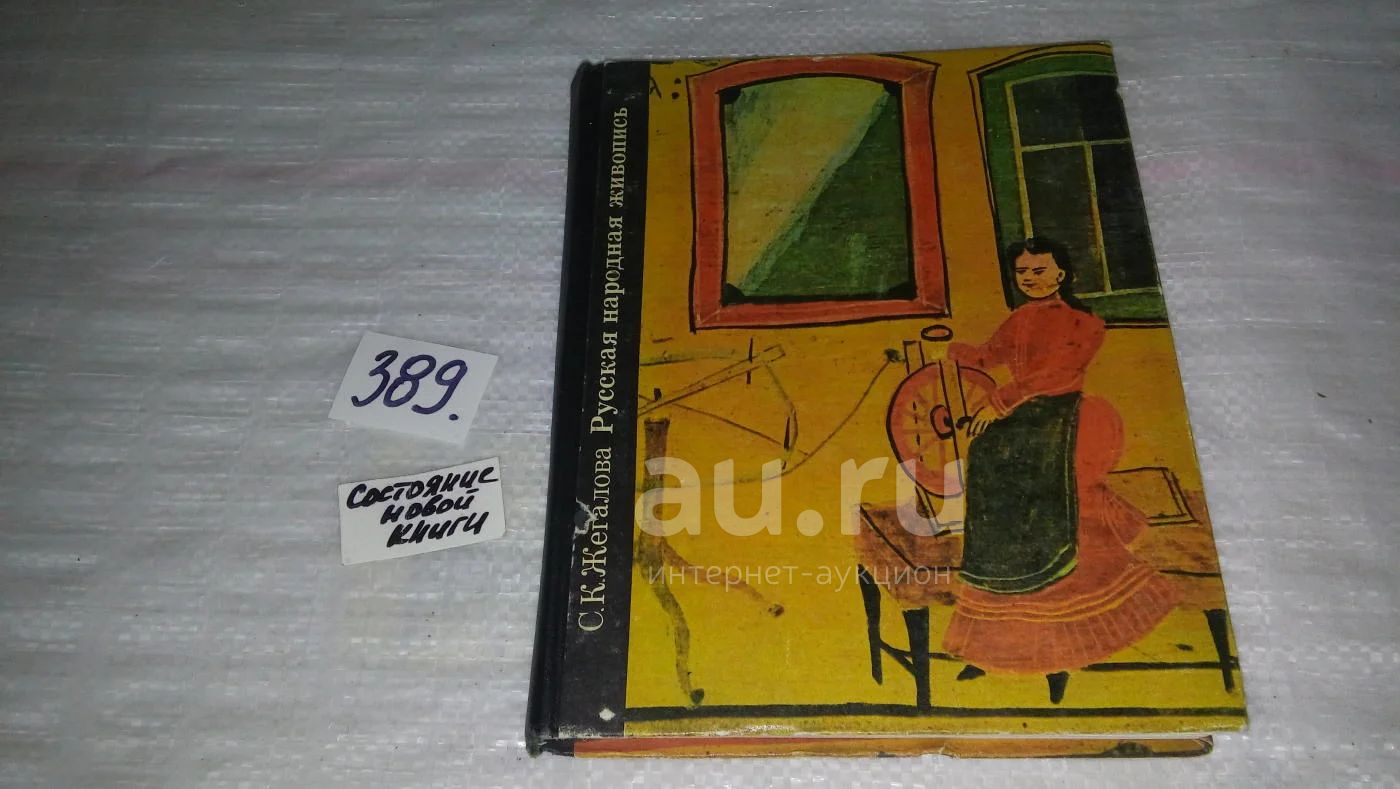 С.К.Жегалова Русская народная живопись
389.
Состояние
новой
книги
au.ru
интернет-аукцион